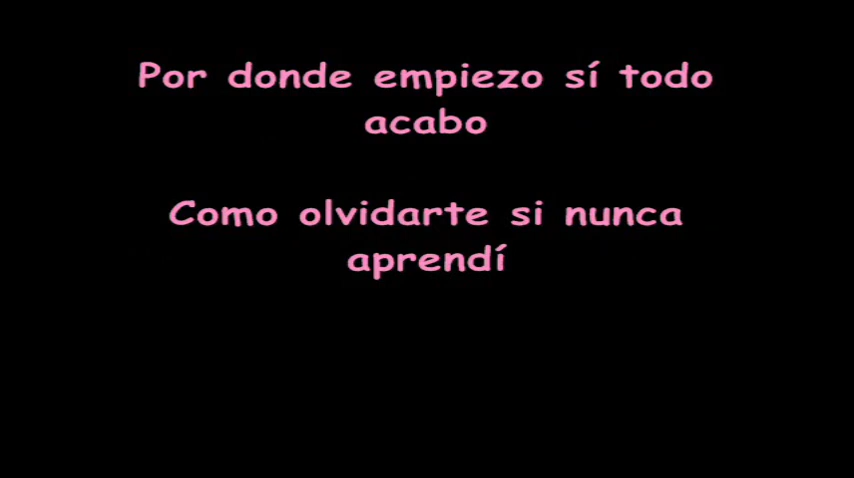 Por donde empiezo sí todo
acabo
Como olvidarte si nunca
aprendí